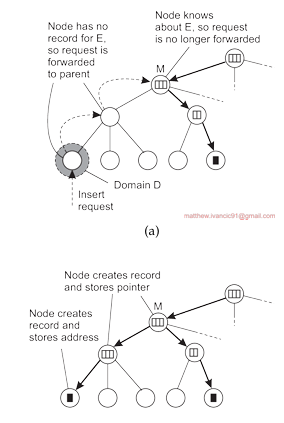 Node has no
record for E,
so request is
forwarded
to parent
Node knows
about E, so request
is no longer forwarded
M
Domain D
Insert
request
matthew.ivancic91@gmail.com
(a)
Node creates record
and stores pointer
Node creates
record and
stores address
M